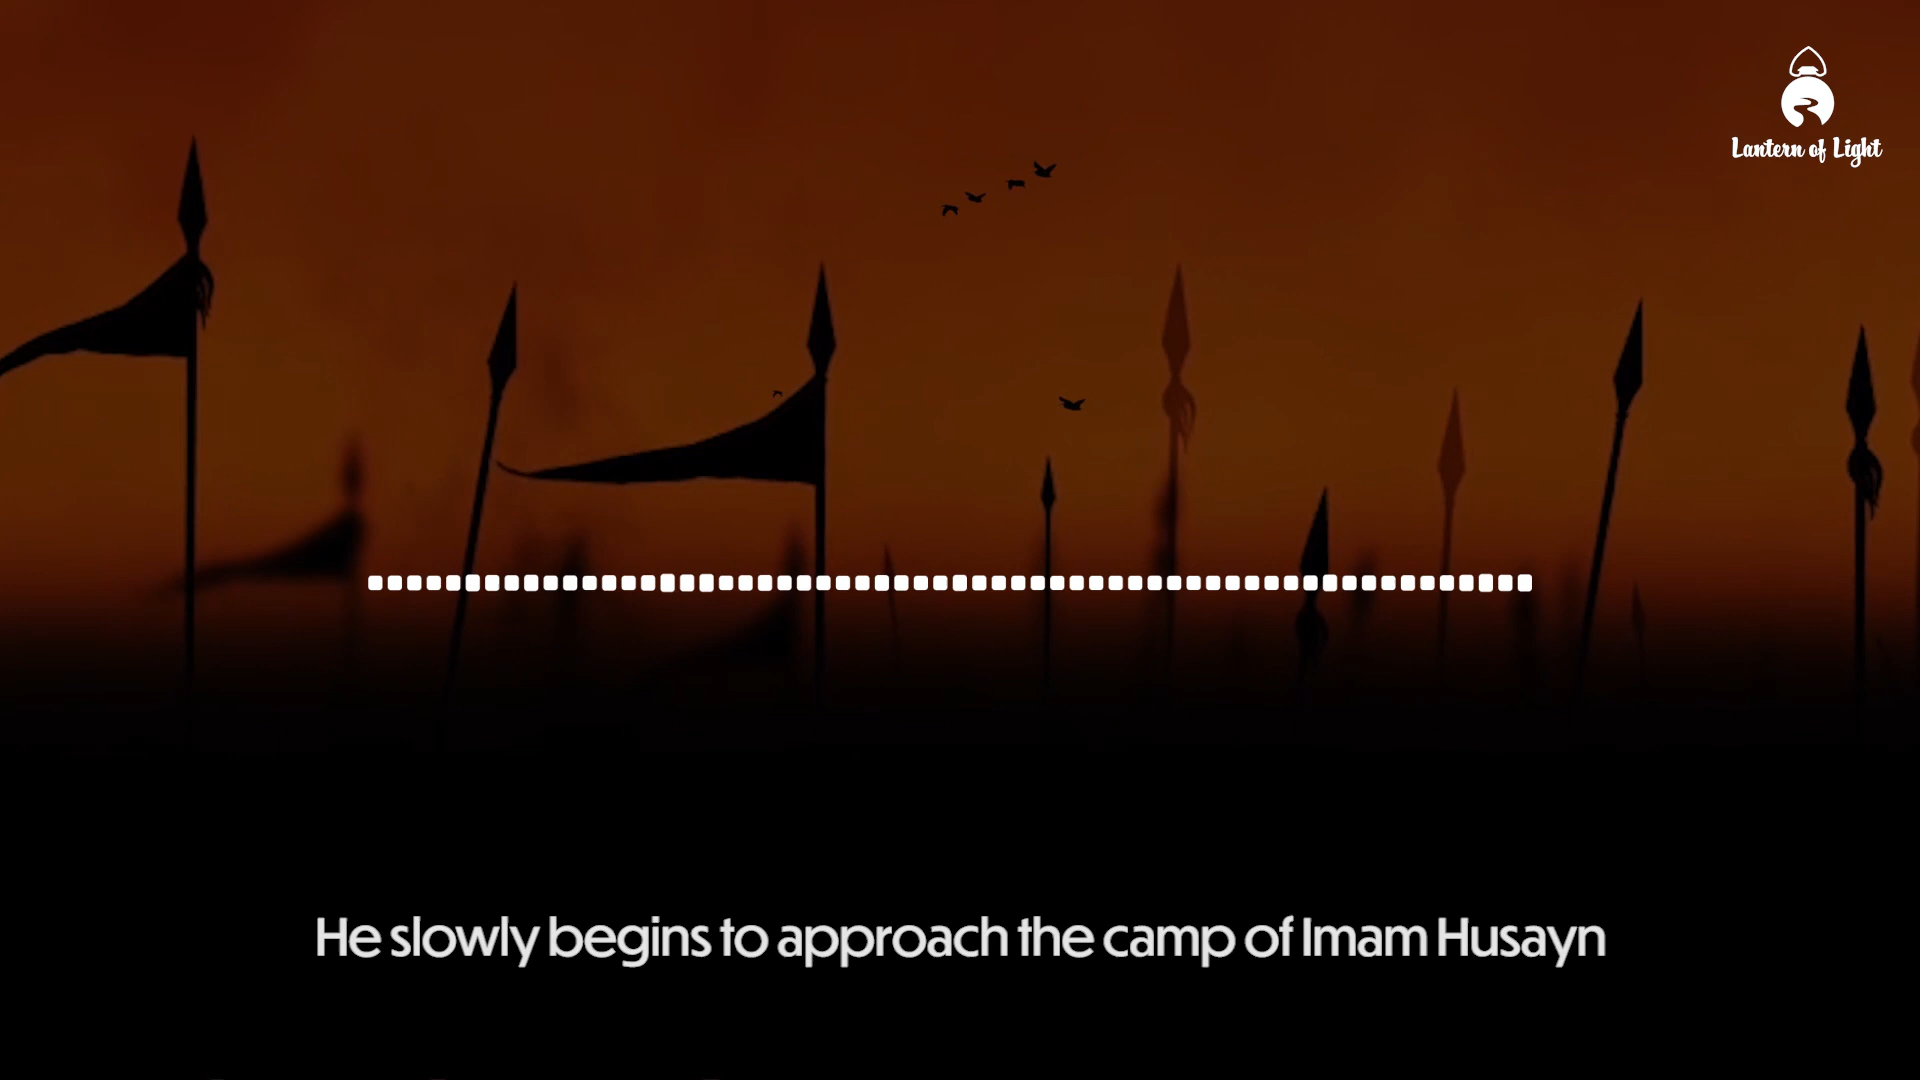 Lantern of Light
He slowly begins to approach the camp of Imam Husayn